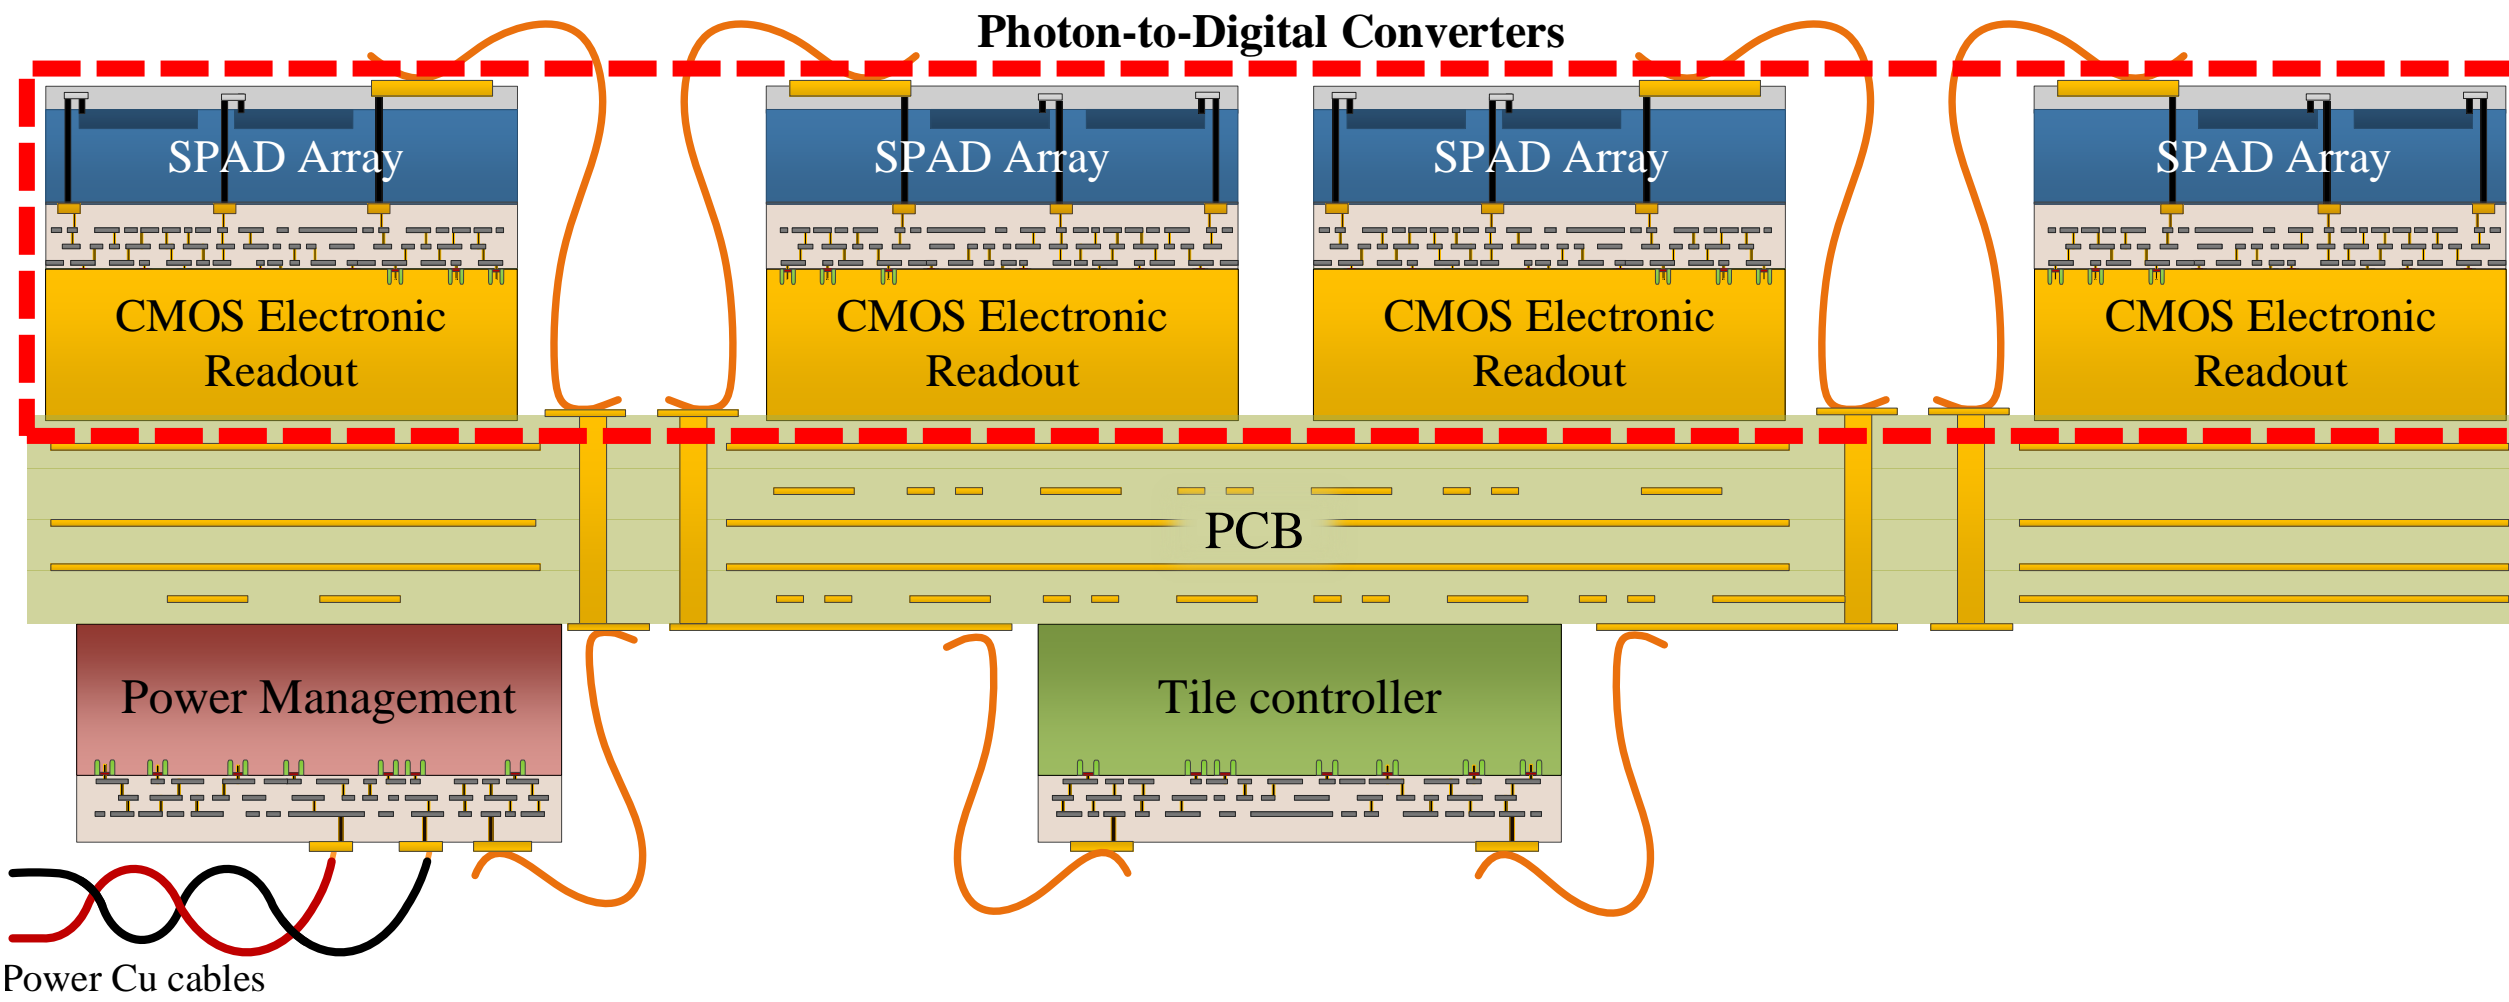 Photon-to-Digital Converters
SPAD Array
SPAD Array
SPAD Array
SPAD Array
CMOS Electronic
Readout
CMOS Electronic
Readout
CMOS Electronic
Readout
CMOS Electronic
Readout
PCB
Power Management
Tile controller
Power Cu cables